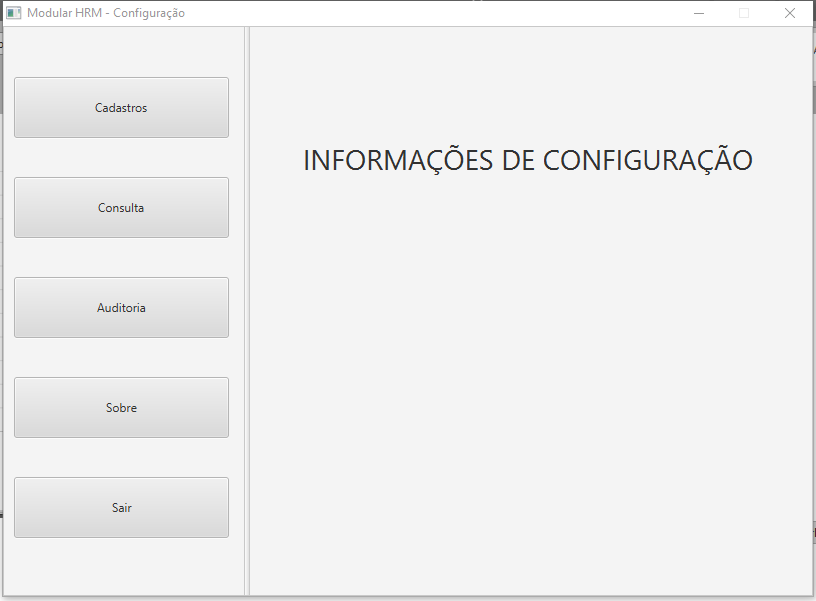 Modular HRM - Configuração
Cadastros
Consulta
Auditoria
Sobre
Sair
INFORMAÇÕES DE CONFIGURAÇÃO